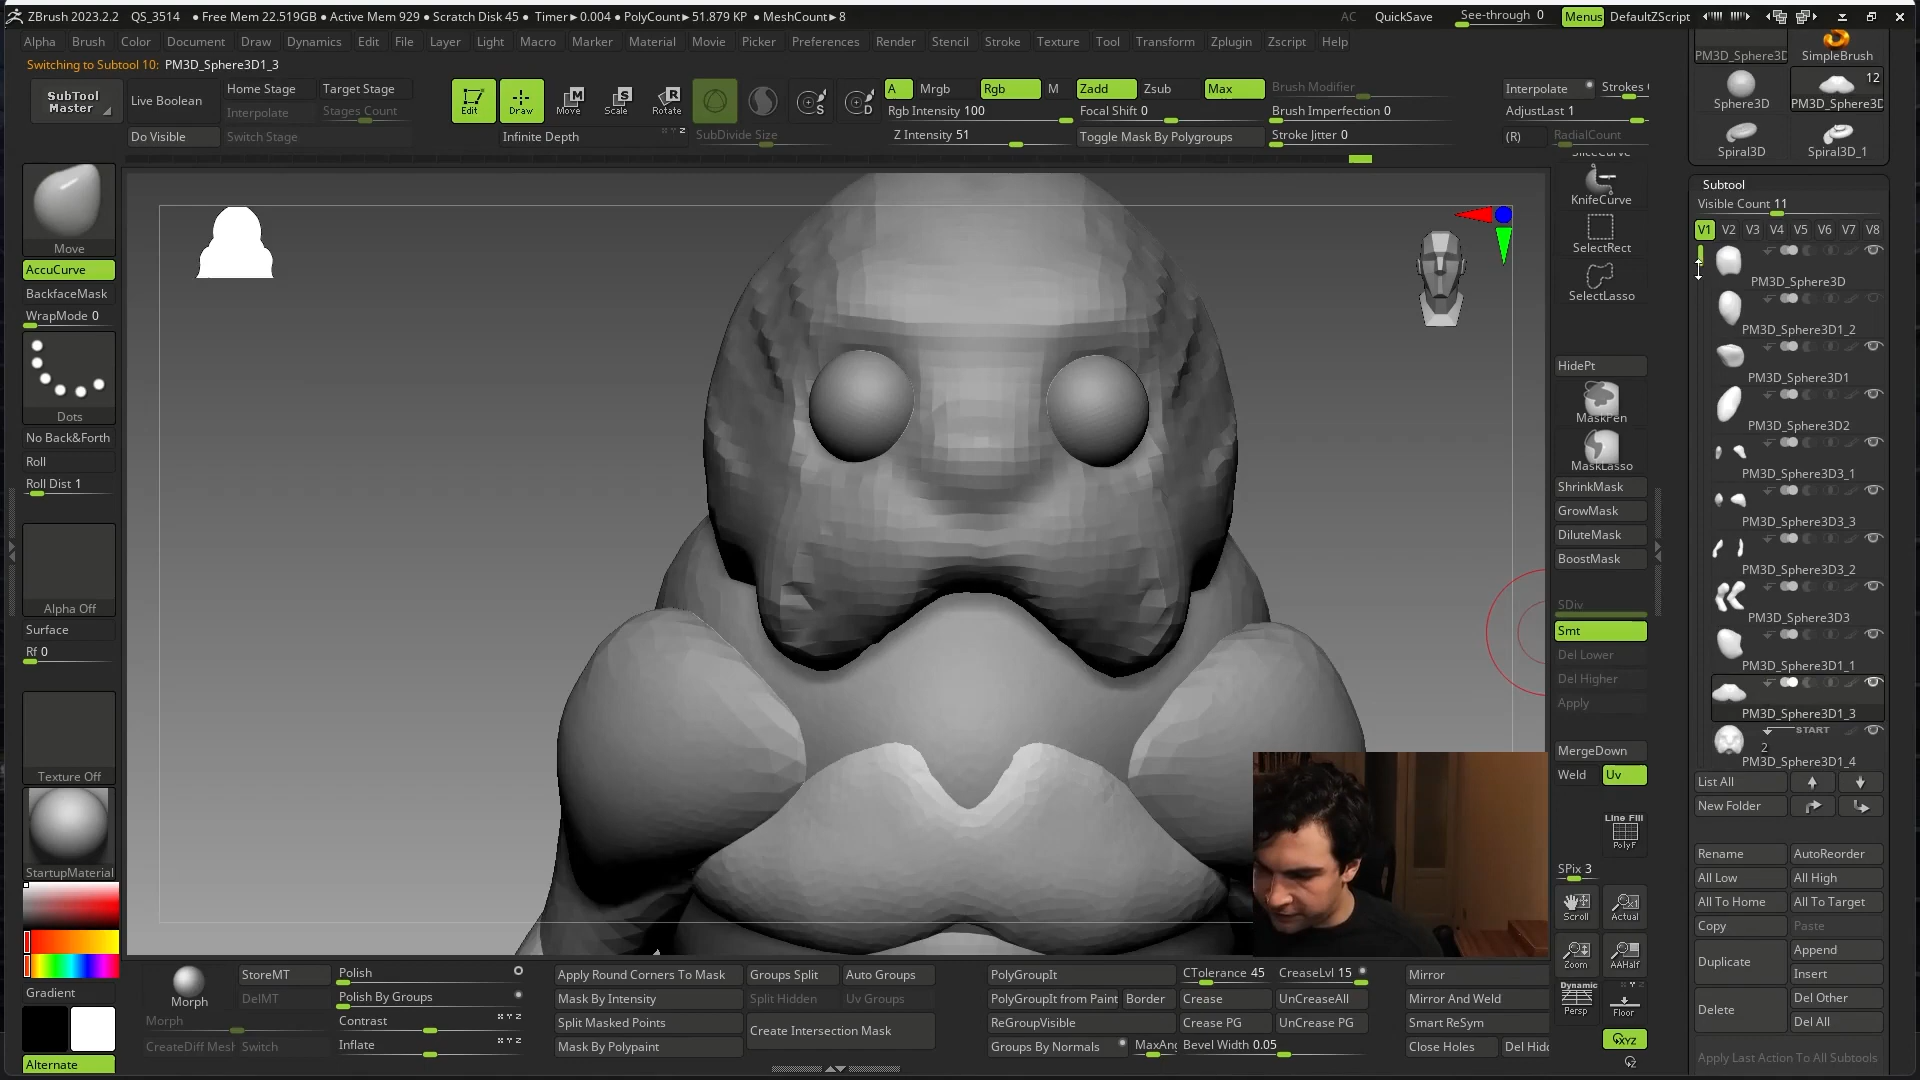 ZBrush 2023.2.2 QS_3514 ● Free Mem 22.519GB ● Active Mem 929 ● Scratch Disk 45 ● Timer▶0.004 ● PolyCount▶51.879 KP ● MeshCount▶8 AC QuickSave See-through 0 Menus DefaultZScript
Alpha Brush Color Document Draw Dynamics Edit File Layer Light Macro Marker Material Movie Picker Preferences Render Stencil Stroke Texture Tool Transform Zplugin Zscript Help
Switching to Subtool 10: PM3D_Sphere3D1_3
SubTool Master
Live Boolean
Do Visible
Home Stage Target Stage
Interpolate Stages Count
Switch Stage
Edit Draw Move Scale Rotate
Infinite Depth
SubDivide Size
A Mrgb Rgb M Zadd Zsub Max Brush Modifier
Rgb Intensity 100 Focal Shift 0 Brush Imperfection 0
Z Intensity 51 Toggle Mask By Polygroups Stroke Jitter 0
Interpolate Strokes
AdjustLast 1
(R) RadialCount
PM3D_Sphere3D SimpleBrush
12
Sphere3D PM3D_Sphere3D
Spiral3D Spiral3D_1
Move
AccuCurve
BackfaceMask
WrapMode 0
Dots
No Back&Forth
Roll
Roll Dist 1
Alpha Off
Surface
Rf 0
Texture Off
StartupMaterial
Gradient
Alternate
SliceCurve
KnifeCurve
SelectRect
SelectLasso
HidePt
MaskPen
MaskLasso
ShrinkMask
GrowMask
DiluteMask
BoostMask
SDiv
Smt
Del Lower
Del Higher
Apply
MergeDown
Weld Uv
Line Fill
PolyF
SPix 3
Scroll Actual
Zoom AAHalf
Dynamic
Persp Floor
XYZ
Subtool
Visible Count 11
V1 V2 V3 V4 V5 V6 V7 V8
PM3D_Sphere3D
PM3D_Sphere3D1_2
PM3D_Sphere3D1
PM3D_Sphere3D2
PM3D_Sphere3D3_1
PM3D_Sphere3D3_3
PM3D_Sphere3D3_2
PM3D_Sphere3D3
PM3D_Sphere3D1_1
PM3D_Sphere3D1_3
START
2
PM3D_Sphere3D1_4
List All
New Folder
Rename AutoReorder
All Low All High
All To Home All To Target
Copy Paste
Duplicate Append
Insert
Delete Del Other
Del All
Apply Last Action To All Subtools
Morph StoreMT Polish Apply Round Corners To Mask Groups Split Auto Groups PolyGroupIt CTolerance 45 CreaseLvl 15 Mirror
DelMT Polish By Groups Mask By Intensity Split Hidden Uv Groups PolyGroupIt from Paint Border Crease UnCreaseAll Mirror And Weld
Morph Contrast Split Masked Points Create Intersection Mask ReGroupVisible Crease PG UnCrease PG Smart ReSym
CreateDiff Mesh Switch Inflate Mask By Polypaint Groups By Normals MaxAng Bevel Width 0.05 Close Holes Del Hidd